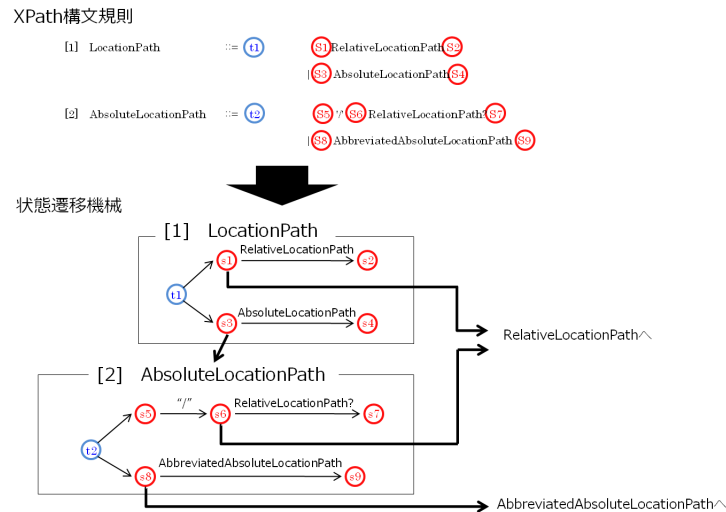 XPath構文規則
[1] LocationPath ::= t1 S1 RelativeLocationPath S2
| S3 AbsoluteLocationPath S4
[2] AbsoluteLocationPath ::= t2 S5 '/' S6 RelativeLocationPath? S7
| S8 AbbreviatedAbsoluteLocationPath S9
状態遷移機械
[1] LocationPath
s1 RelativeLocationPath s2
t1
s3 AbsoluteLocationPath s4
RelativeLocationPathへ
[2] AbsoluteLocationPath
s5 “/” s6 RelativeLocationPath? s7
t2
s8 AbbreviatedAbsoluteLocationPath s9
AbbreviatedAbsoluteLocationPathへ